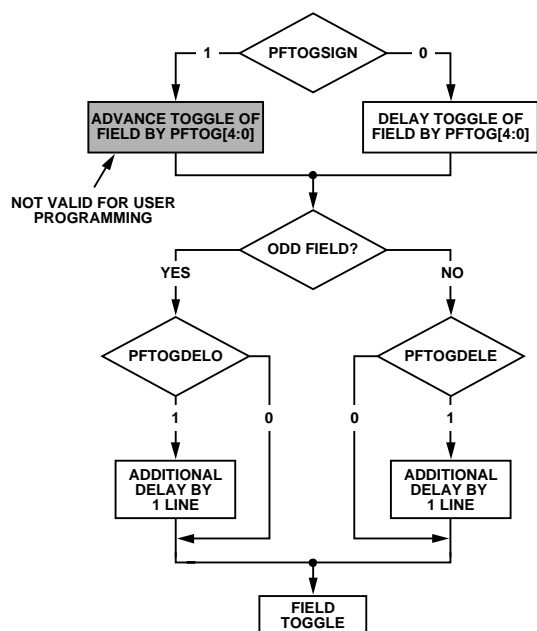 PFTOGSIGN
1
0
ADVANCE TOGGLE OF
FIELD BY PFTOG[4:0]
DELAY TOGGLE OF
FIELD BY PFTOG[4:0]
NOT VALID FOR USER
PROGRAMMING
ODD FIELD?
YES
NO
PFTOGDELO
PFTOGDELE
1
0
0
1
ADDITIONAL
DELAY BY
1 LINE
ADDITIONAL
DELAY BY
1 LINE
FIELD
TOGGLE